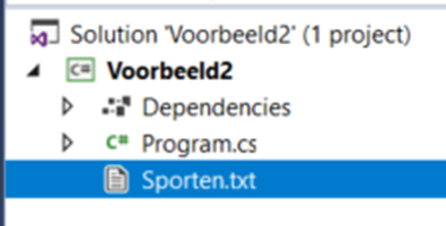 Solution 'Voorbeeld2' (1 project)
C# Voorbeeld2
Dependencies
C# Program.cs
Sporten.txt